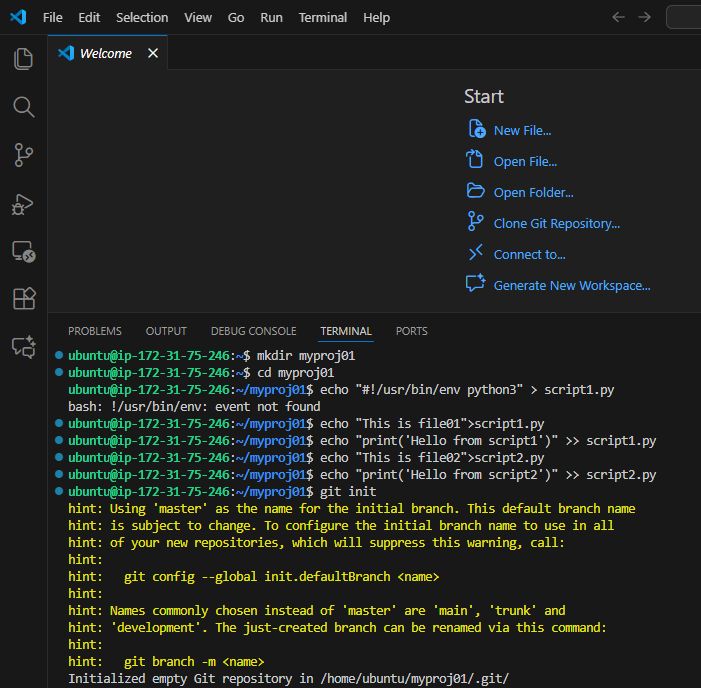 File Edit Selection View Go Run Terminal Help
Welcome
Start
New File...
Open File...
Open Folder...
Clone Git Repository...
Connect to...
Generate New Workspace...
PROBLEMS OUTPUT DEBUG CONSOLE TERMINAL PORTS
ubuntu@ip-172-31-75-246:~$ mkdir myproj01
ubuntu@ip-172-31-75-246:~$ cd myproj01
ubuntu@ip-172-31-75-246:~/myproj01$ echo "#!/usr/bin/env python3" > script1.py
bash: !/usr/bin/env: event not found
ubuntu@ip-172-31-75-246:~/myproj01$ echo "This is file01">script1.py
ubuntu@ip-172-31-75-246:~/myproj01$ echo "print('Hello from script1')" >> script1.py
ubuntu@ip-172-31-75-246:~/myproj01$ echo "This is file02">script2.py
ubuntu@ip-172-31-75-246:~/myproj01$ echo "print('Hello from script2')" >> script2.py
ubuntu@ip-172-31-75-246:~/myproj01$ git init
hint: Using 'master' as the name for the initial branch. This default branch name
hint: is subject to change. To configure the initial branch name to use in all
hint: of your new repositories, which will suppress this warning, call:
hint:
hint:   git config --global init.defaultBranch <name>
hint:
hint: Names commonly chosen instead of 'master' are 'main', 'trunk' and
hint: 'development'. The just-created branch can be renamed via this command:
hint:
hint:   git branch -m <name>
Initialized empty Git repository in /home/ubuntu/myproj01/.git/